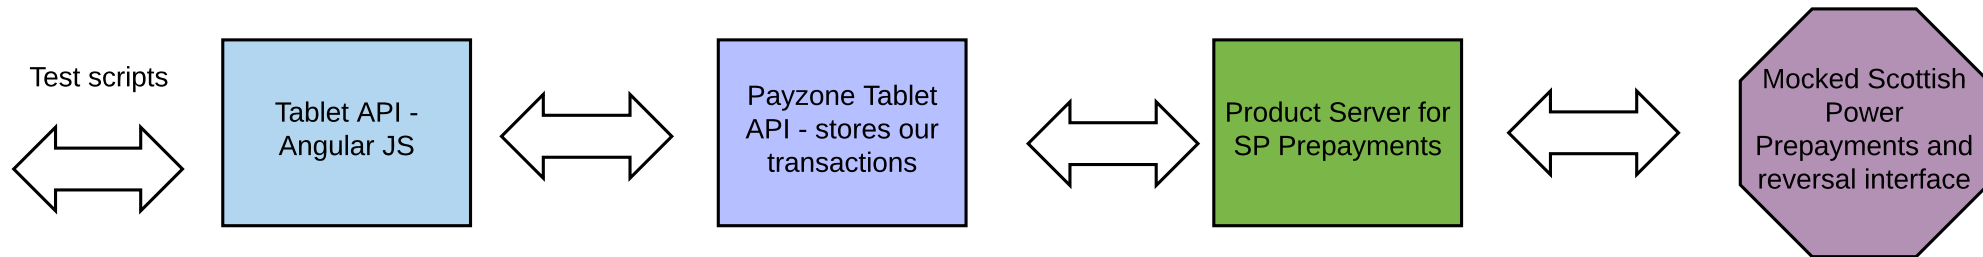 Test scripts
Tablet API -
Angular JS
Payzone Tablet
API - stores our
transactions
Product Server for
SP Prepayments
Mocked Scottish
Power
Prepayments and
reversal interface